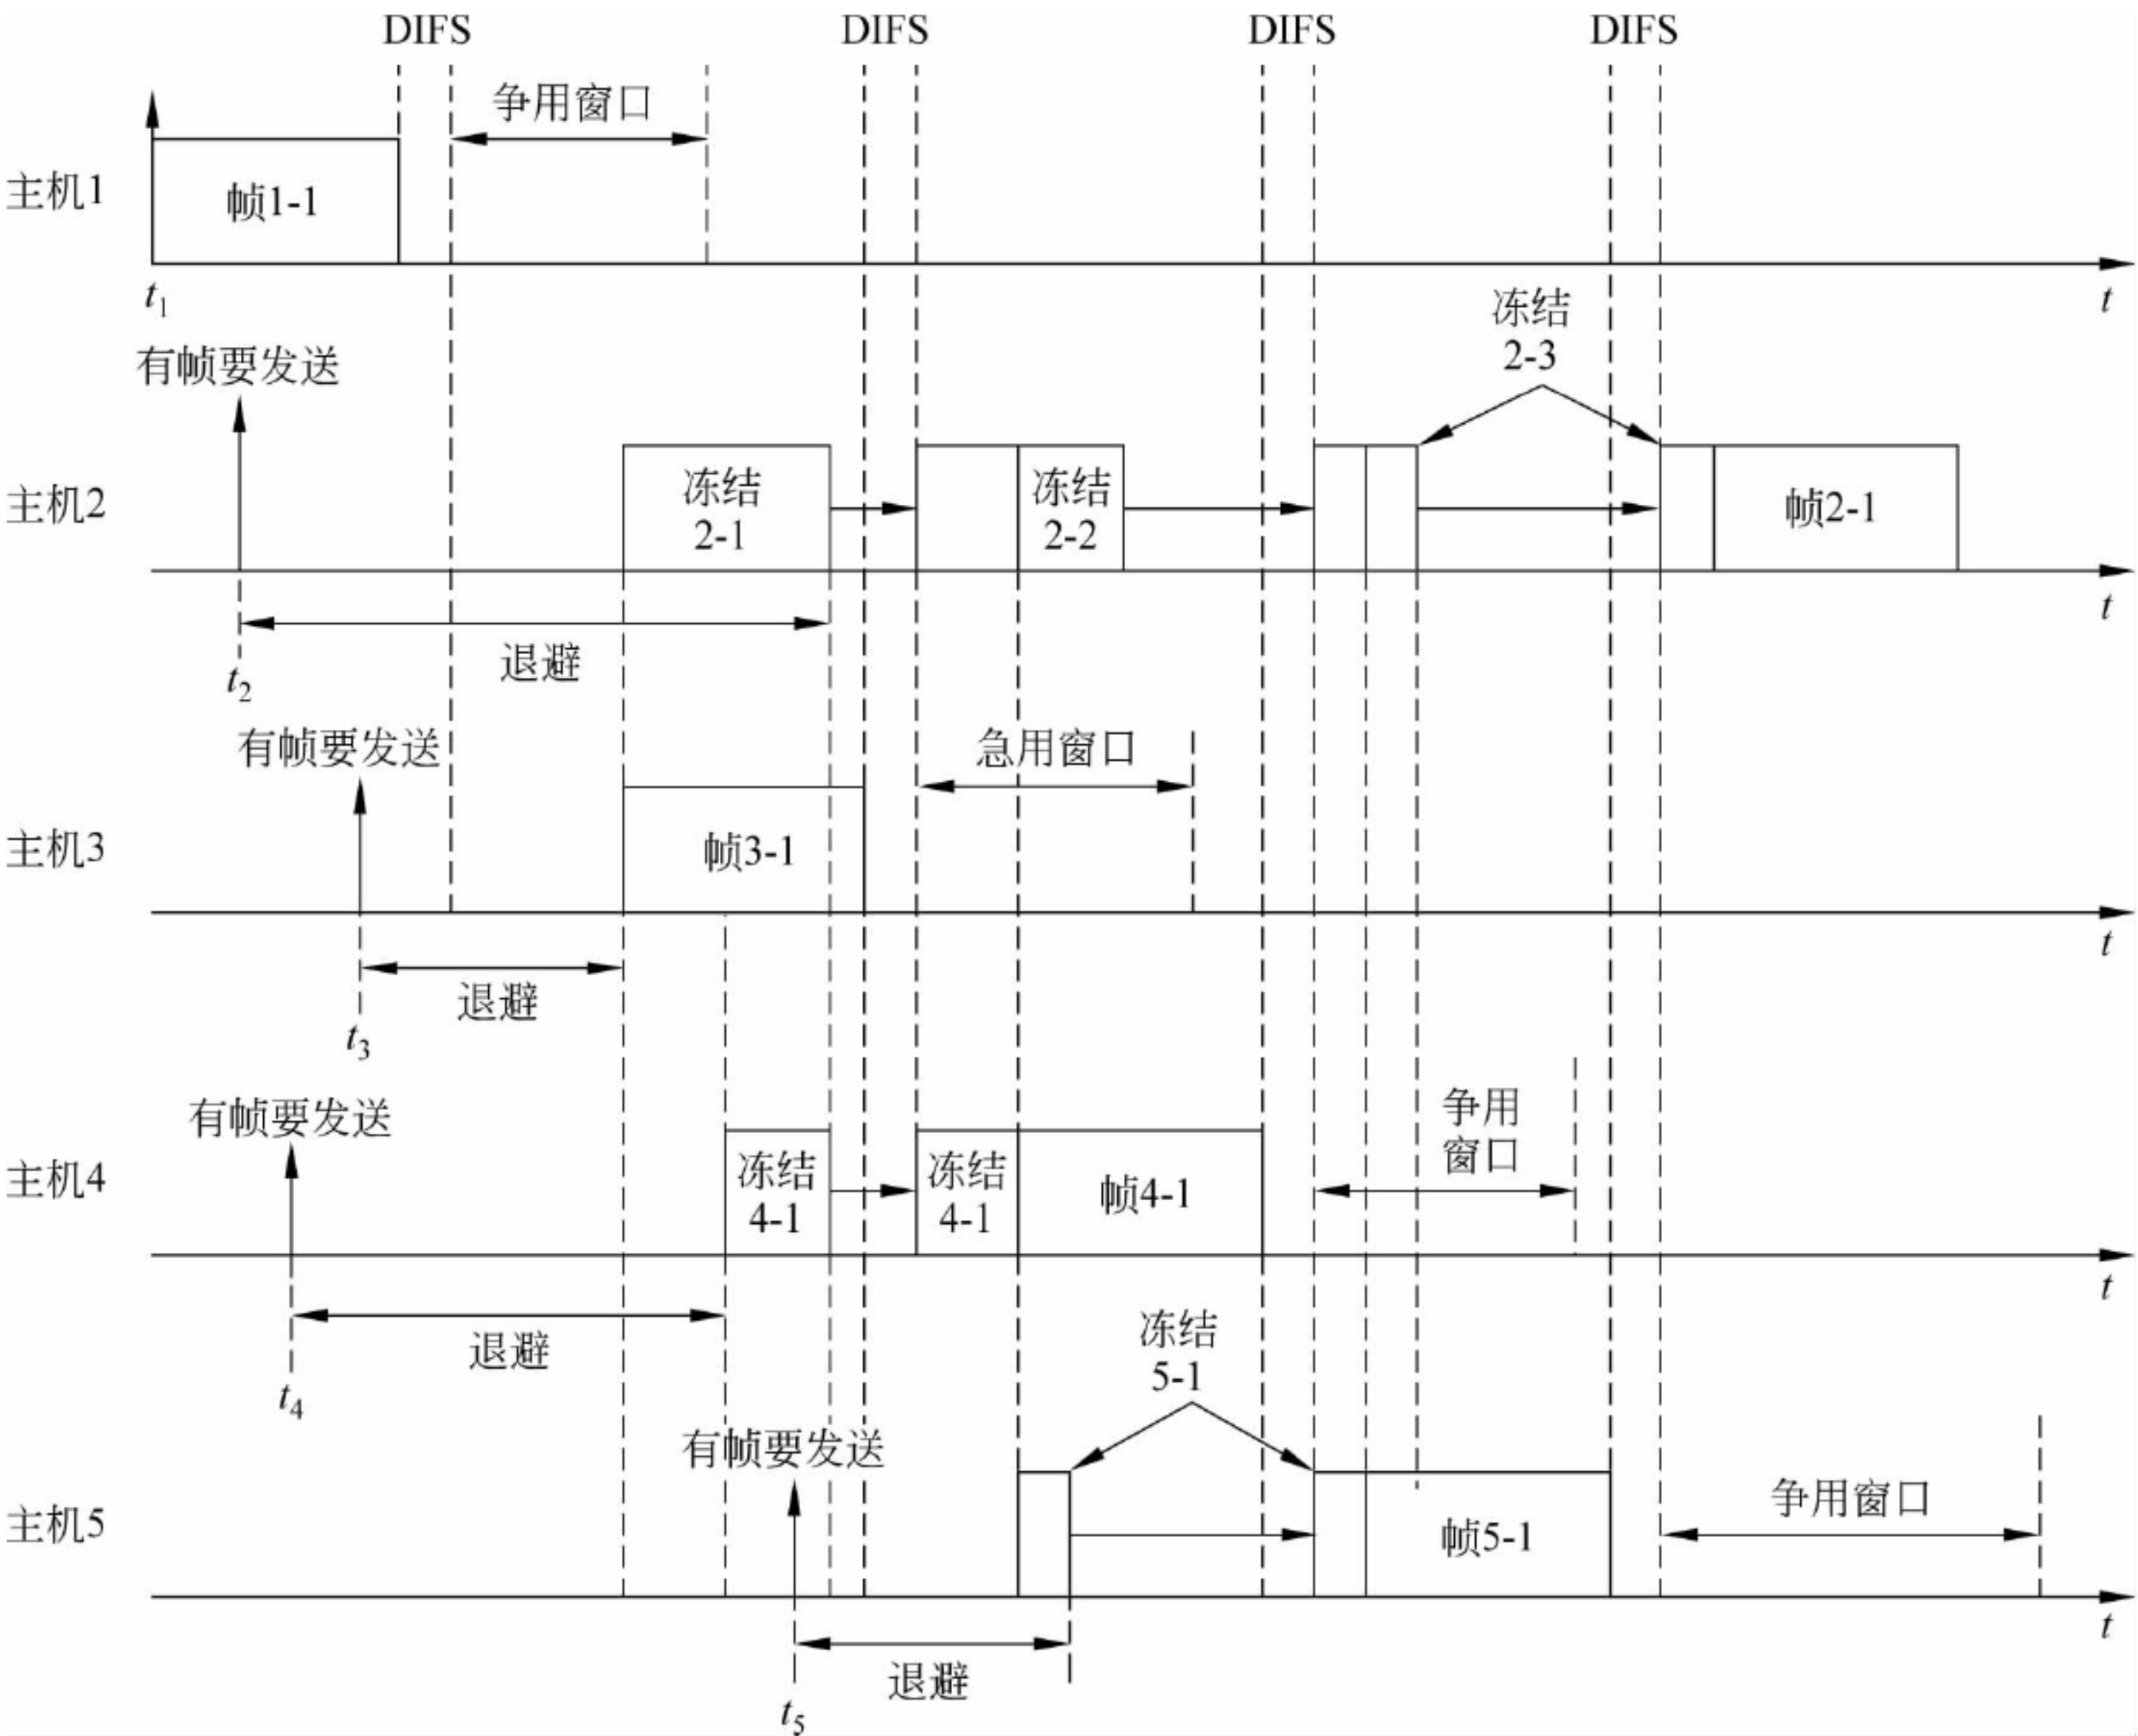 DIFS
DIFS
DIFS
DIFS
争用窗口
主机1
帧1-1
t1
t
有帧要发送
冻结
2-3
主机2
冻结
2-1
冻结
2-2
帧2-1
t
退避
t2
有帧要发送
急用窗口
主机3
帧3-1
t
退避
t3
有帧要发送
争用
窗口
主机4
冻结
4-1
冻结
4-1
帧4-1
t
退避
t4
冻结
5-1
有帧要发送
争用窗口
主机5
帧5-1
t
退避
t5